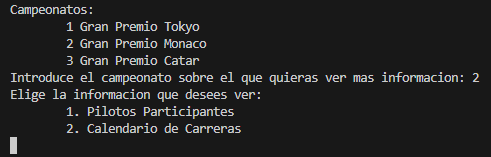 Campeonatos:
1 Gran Premio Tokyo
2 Gran Premio Monaco
3 Gran Premio Catar
Introduce el campeonato sobre el que quieras ver mas informacion: 2
Elige la informacion que desees ver:
1. Pilotos Participantes
2. Calendario de Carreras